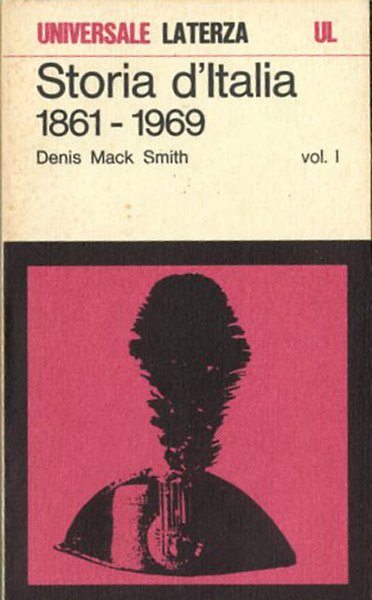 UNIVERSALE LATERZA UL
Storia d'Italia
1861-1969
Denis Mack Smith vol. I